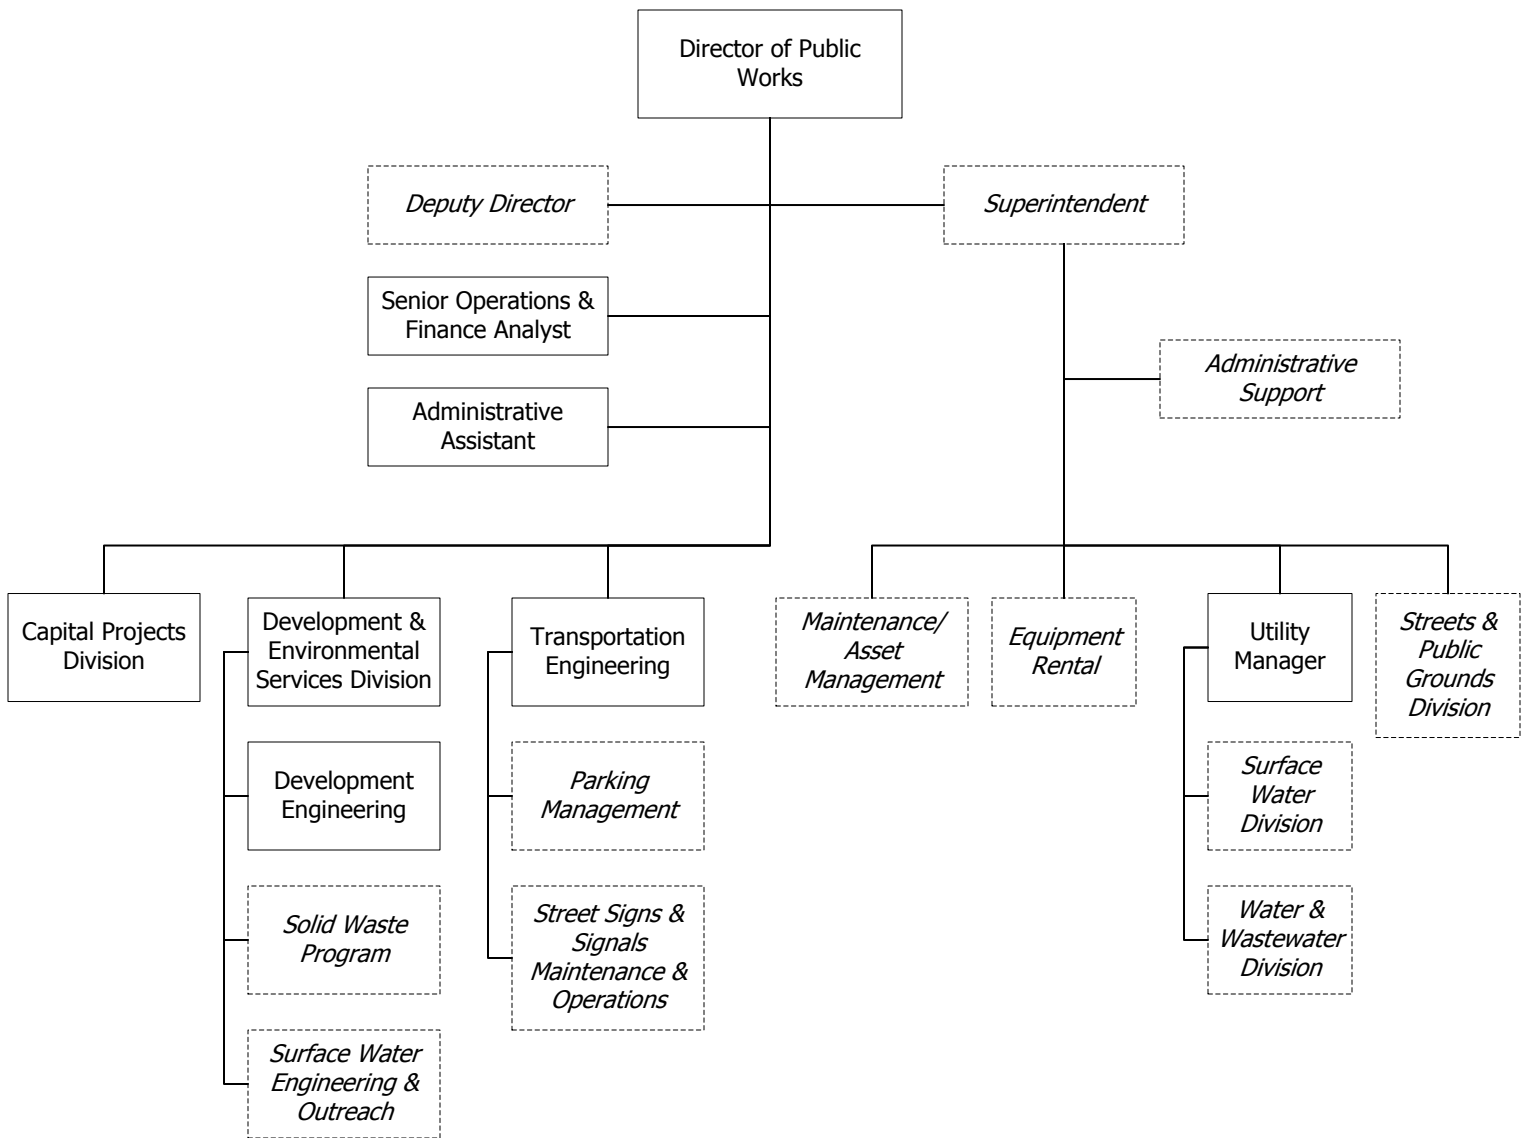 Director of Public
Works
Deputy Director
Superintendent
Senior Operations &
Finance Analyst
Administrative
Support
Administrative
Assistant
Capital Projects
Division
Development &
Environmental
Services Division
Transportation
Engineering
Maintenance/
Asset
Management
Equipment
Rental
Utility
Manager
Streets &
Public
Grounds
Division
Development
Engineering
Parking
Management
Surface
Water
Division
Solid Waste
Program
Street Signs &
Signals
Maintenance &
Operations
Water &
Wastewater
Division
Surface Water
Engineering &
Outreach